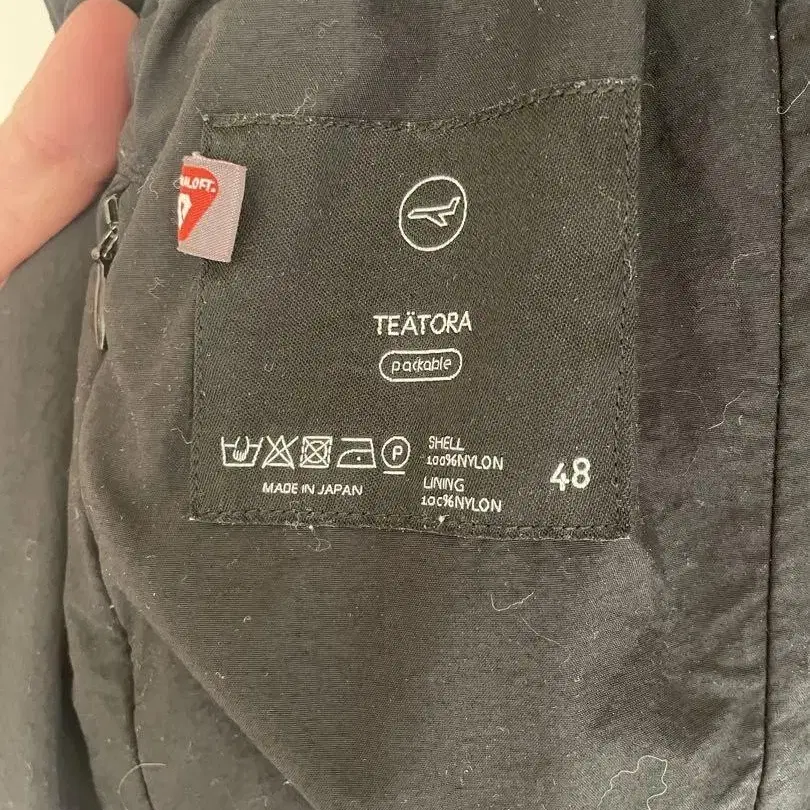 TEÄTORA
packable
SHELL
100%NYLON
LINING
100%NYLON
48
P
MADE IN JAPAN